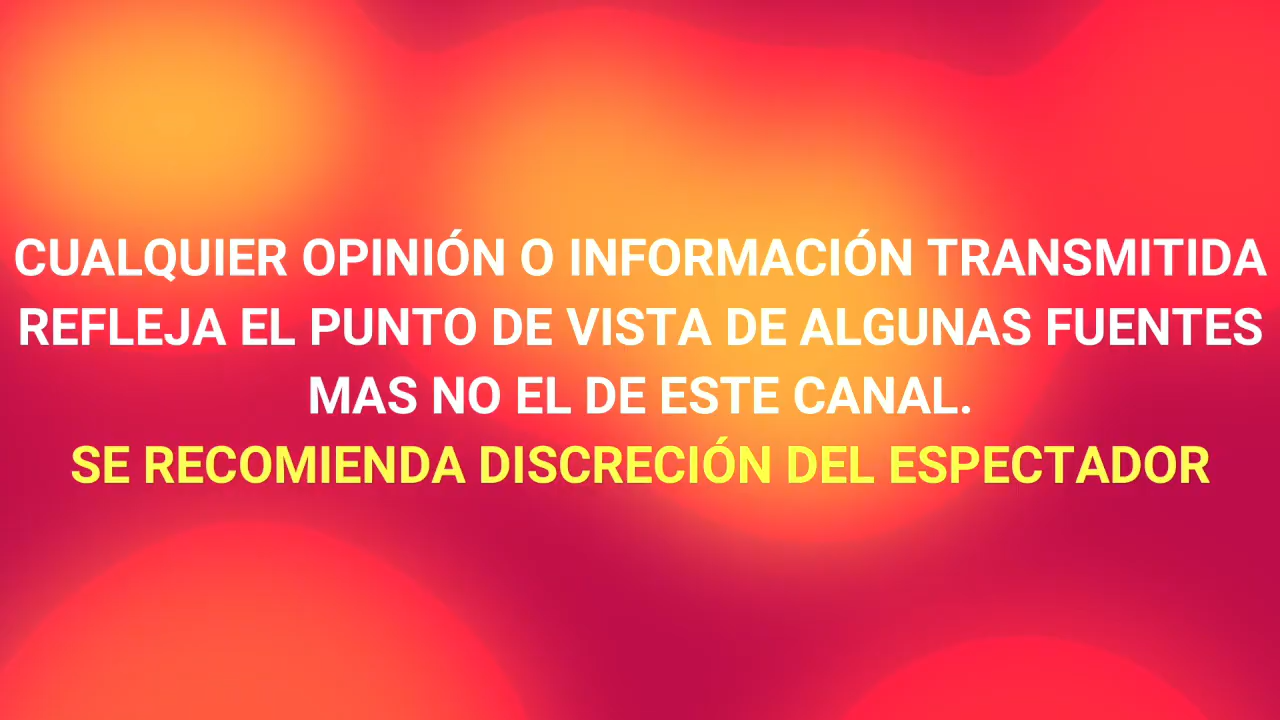 CUALQUIER OPINIÓN O INFORMACIÓN TRANSMITIDA
REFLEJA EL PUNTO DE VISTA DE ALGUNAS FUENTES
MAS NO EL DE ESTE CANAL.
SE RECOMIENDA DISCRECIÓN DEL ESPECTADOR